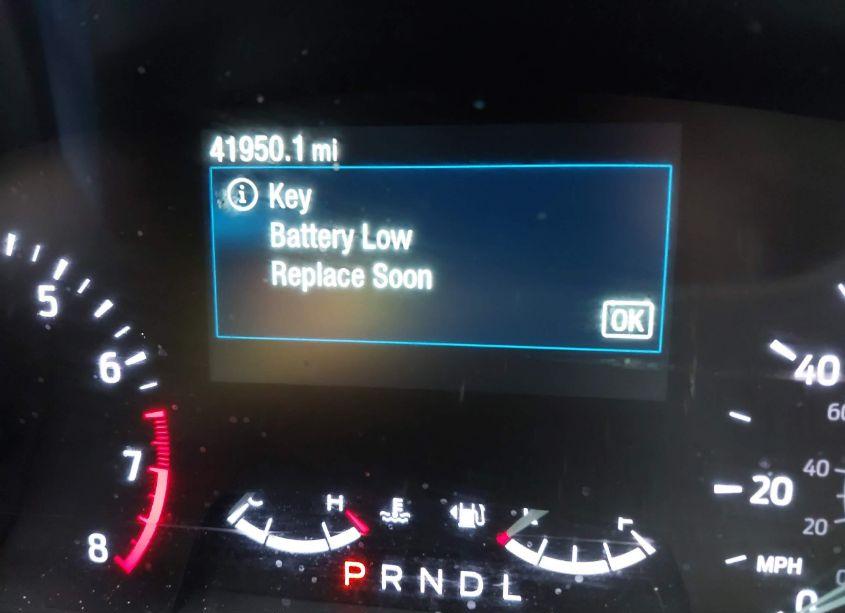 41950.1 mi
i Key
Battery Low
Replace Soon
OK
5
6
7
8
H
PRNDL
40
60
20
40
20
MPH
0